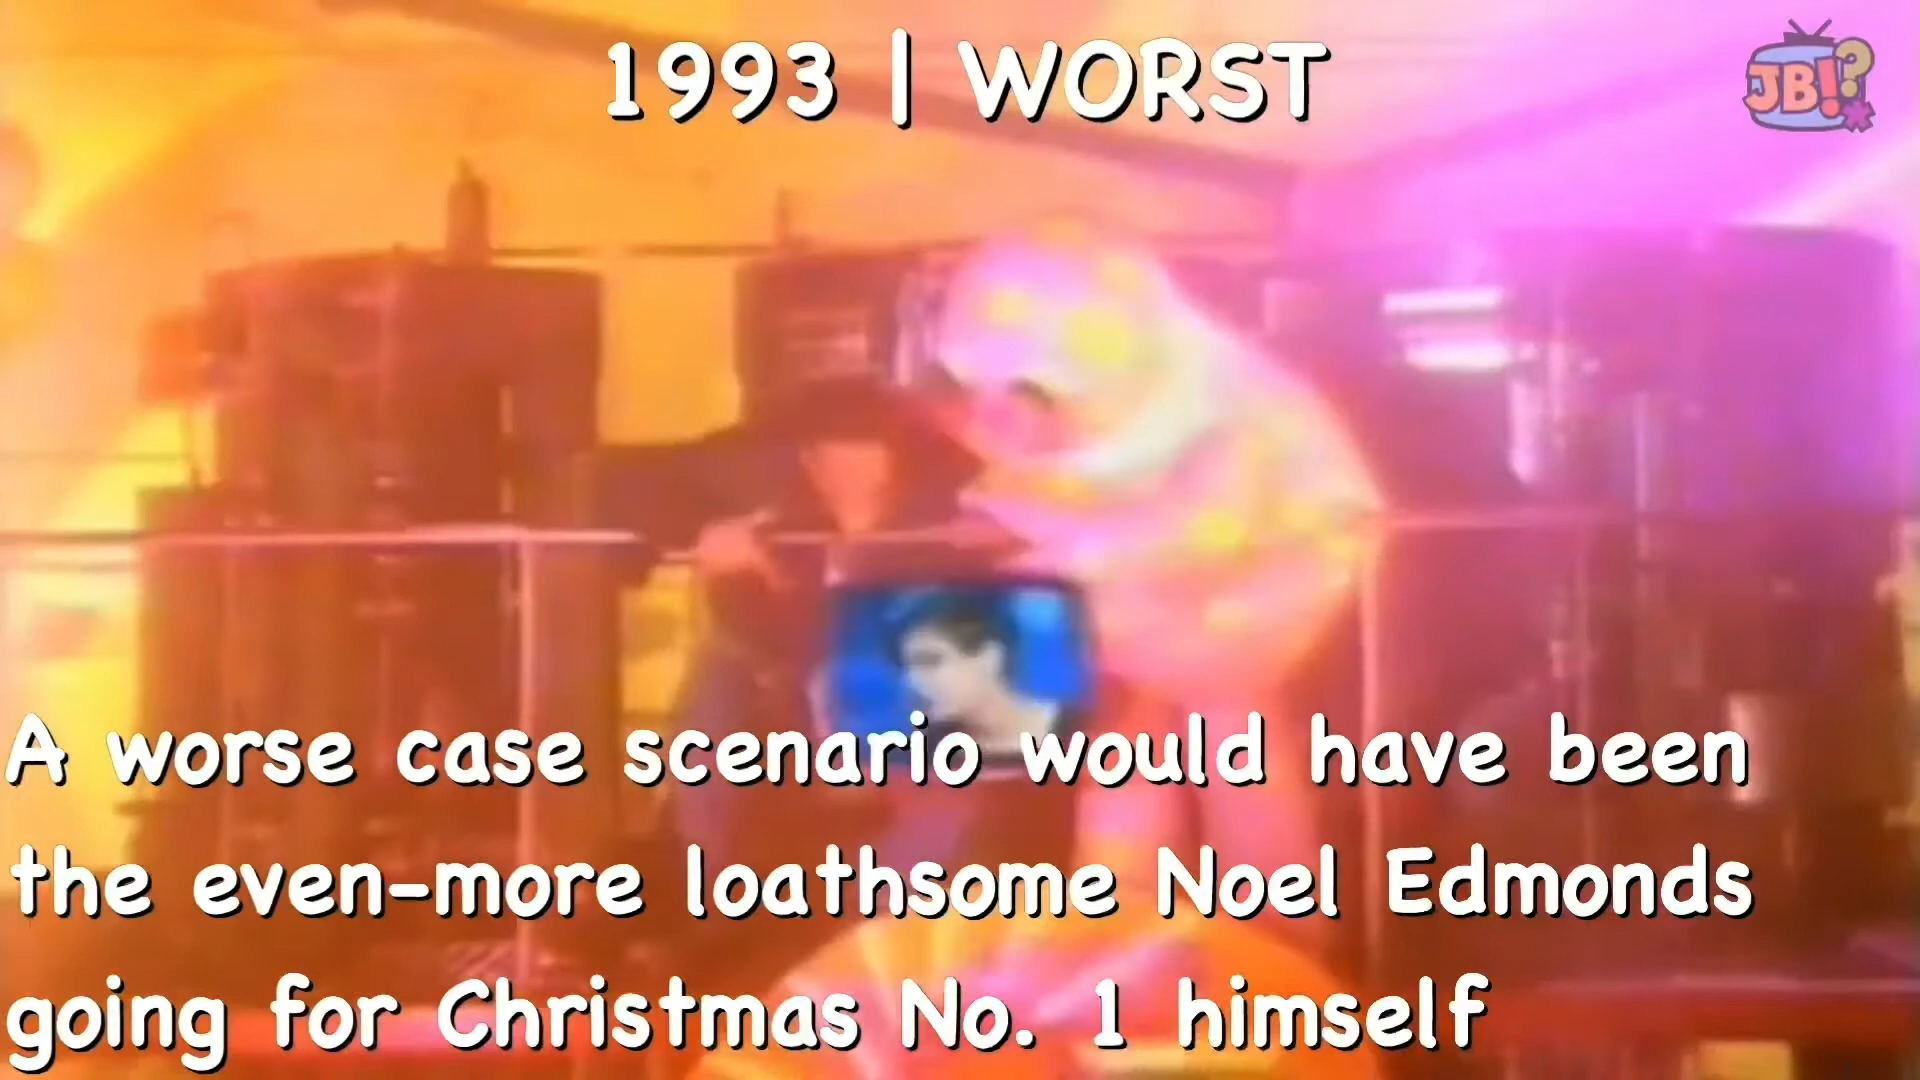 1993 | WORST
JB!?*
A worse case scenario would have been
the even-more loathsome Noel Edmonds
going for Christmas No. 1 himself